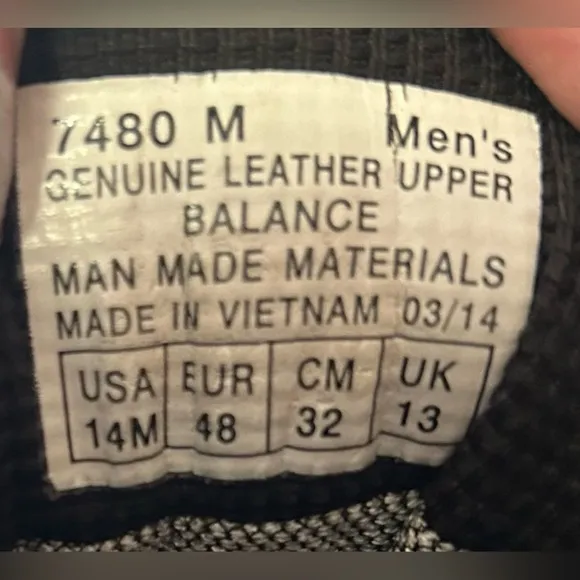 7480 M Men's
GENUINE LEATHER UPPER
BALANCE
MAN MADE MATERIALS
MADE IN VIETNAM 03/14
USA EUR CM UK
14M 48 32 13